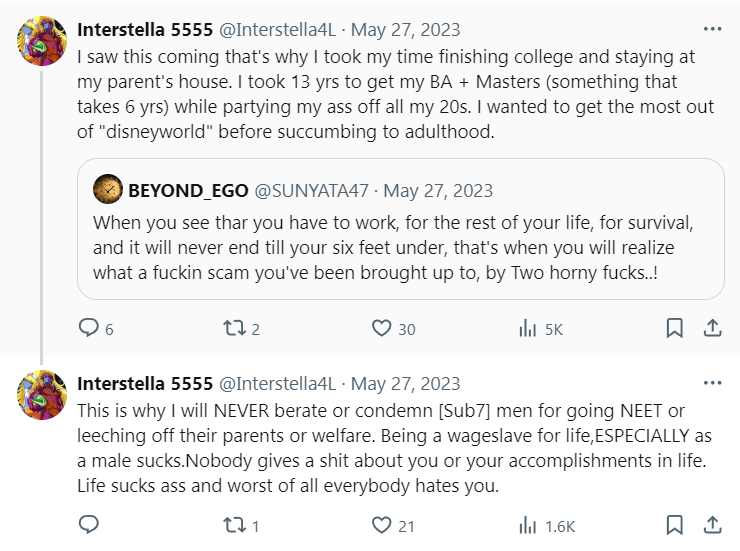 Interstella 5555 @Interstella4L · May 27, 2023
I saw this coming that's why I took my time finishing college and staying at
my parent's house. I took 13 yrs to get my BA + Masters (something that
takes 6 yrs) while partying my ass off all my 20s. I wanted to get the most out
of "disneyworld" before succumbing to adulthood.
BEYOND_EGO @SUNYATA47 · May 27, 2023
When you see thar you have to work, for the rest of your life, for survival,
and it will never end till your six feet under, that's when you will realize
what a fuckin scam you've been brought up to, by Two horny fucks..!
6 2 30 5K
Interstella 5555 @Interstella4L · May 27, 2023
This is why I will NEVER berate or condemn [Sub7] men for going NEET or
leeching off their parents or welfare. Being a wageslave for life,ESPECIALLY as
a male sucks.Nobody gives a shit about you or your accomplishments in life.
Life sucks ass and worst of all everybody hates you.
1 21 1.6K